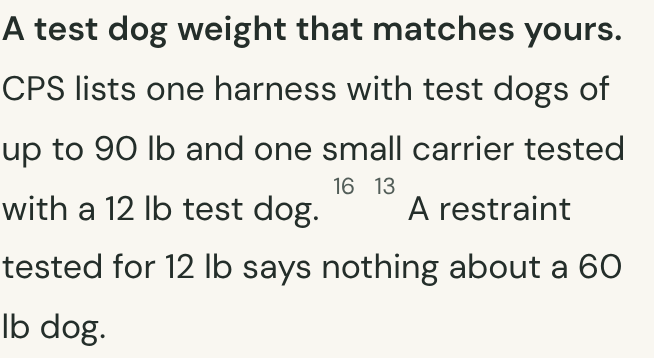 A test dog weight that matches yours.
CPS lists one harness with test dogs of
up to 90 lb and one small carrier tested
with a 12 lb test dog. 16 13 A restraint
tested for 12 lb says nothing about a 60
lb dog.